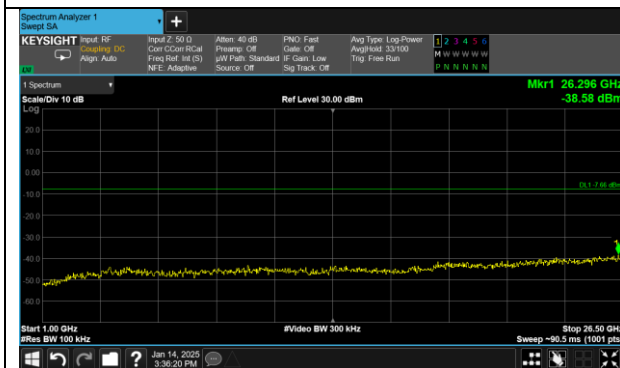 Spectrum Analyzer 1
Swept SA
+
KEYSIGHT Input: RF Input Z: 50 Ω Atten: 40 dB PNO: Fast Avg Type: Log-Power 1 2 3 4 5 6
Coupling: DC Corr CCorr RCal Preamp: Off Gate: Off Avg|Hold: 33/100 M W W W W W
Align: Auto Freq Ref: Int (S) µW Path: Standard IF Gain: Low Trig: Free Run
NFE: Adaptive Source: Off Sig Track: Off P N N N N N
1 Spectrum Mkr1 26.296 GHz
Scale/Div 10 dB Ref Level 30.00 dBm -38.58 dBm
Log
20.0
10.0
0.00
DL1 -7.66 dBm
-10.0
-20.0
-30.0
1
-40.0
-50.0
-60.0
Start 1.00 GHz #Video BW 300 kHz Stop 26.50 GHz
#Res BW 100 kHz Sweep ~90.5 ms (1001 pts)
? Jan 14, 2025
3:36:20 PM